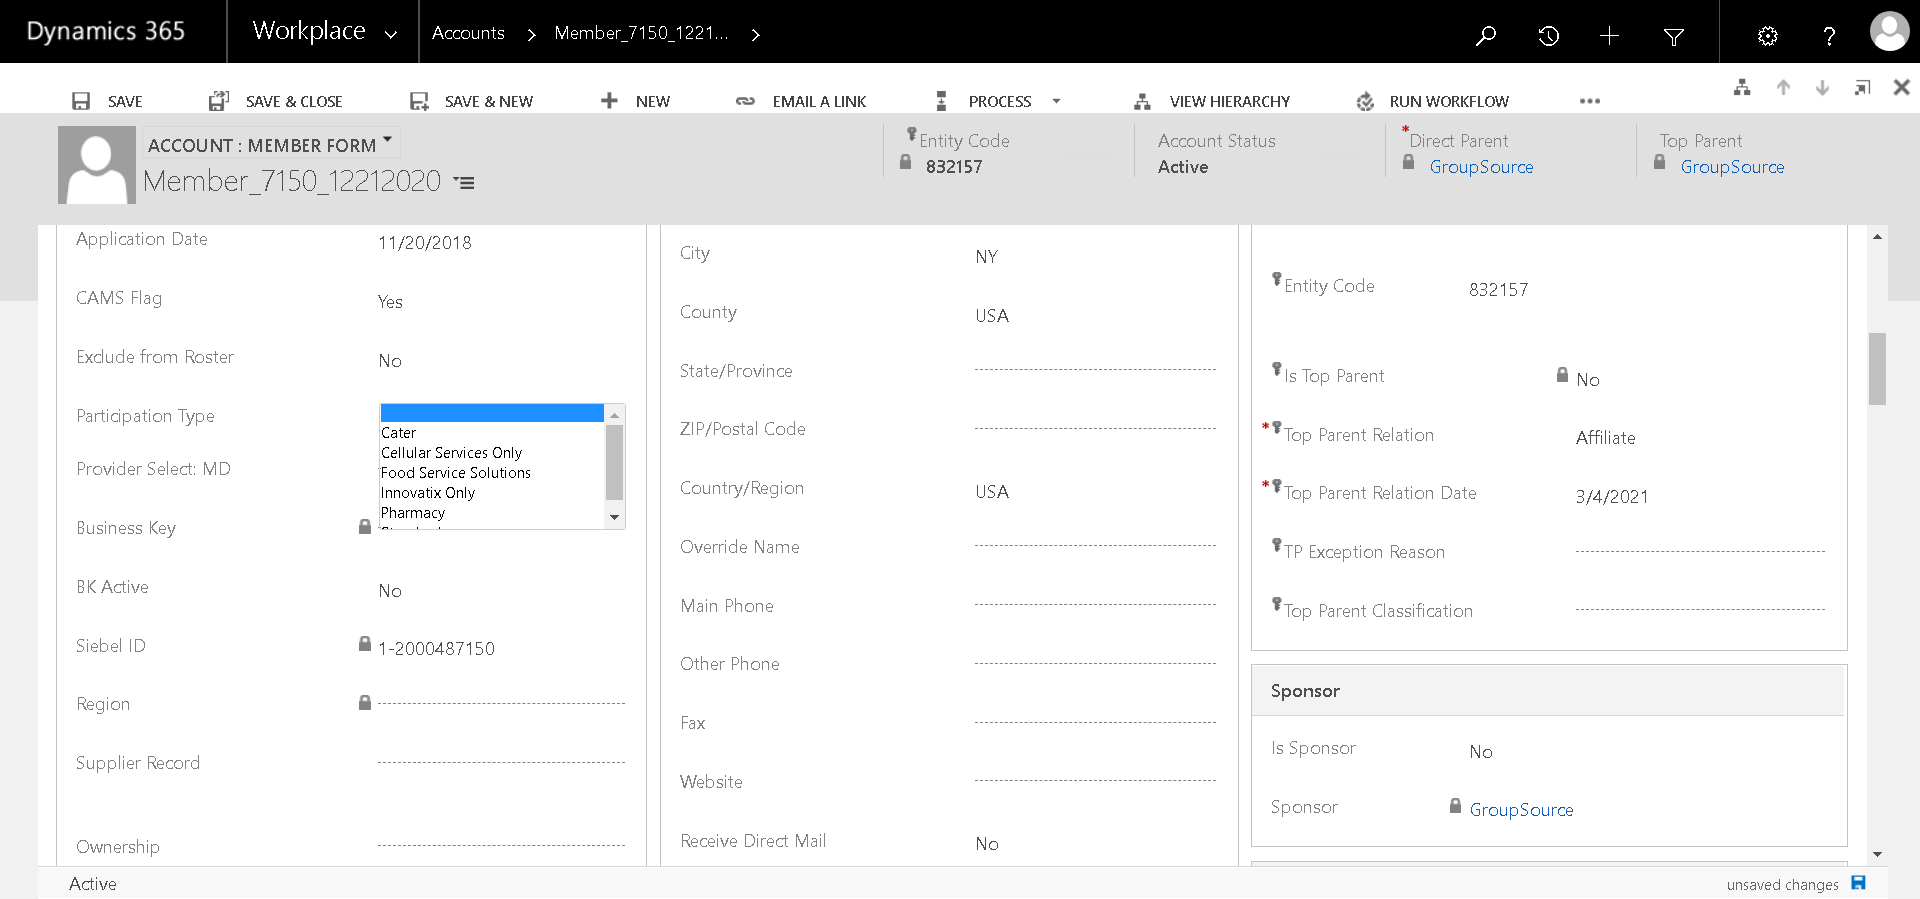 Dynamics 365
Workplace
Accounts
Member_7150_1221...
?
SAVE
SAVE & CLOSE
SAVE & NEW
NEW
EMAIL A LINK
PROCESS
VIEW HIERARCHY
RUN WORKFLOW
ACCOUNT : MEMBER FORM
Member_7150_12212020
Entity Code
832157
Account Status
Active
*Direct Parent
GroupSource
Top Parent
GroupSource
Application Date 11/20/2018
CAMS Flag Yes
Exclude from Roster No
Participation Type
Cater
Cellular Services Only
Food Service Solutions
Innovatix Only
Pharmacy
Provider Select: MD
Business Key
BK Active No
Siebel ID 1-2000487150
Region
Supplier Record
Ownership
City NY
County USA
State/Province
ZIP/Postal Code
Country/Region USA
Override Name
Main Phone
Other Phone
Fax
Website
Receive Direct Mail No
Entity Code 832157
Is Top Parent No
*Top Parent Relation Affiliate
*Top Parent Relation Date 3/4/2021
TP Exception Reason
Top Parent Classification
Sponsor
Is Sponsor No
Sponsor GroupSource
Active
unsaved changes